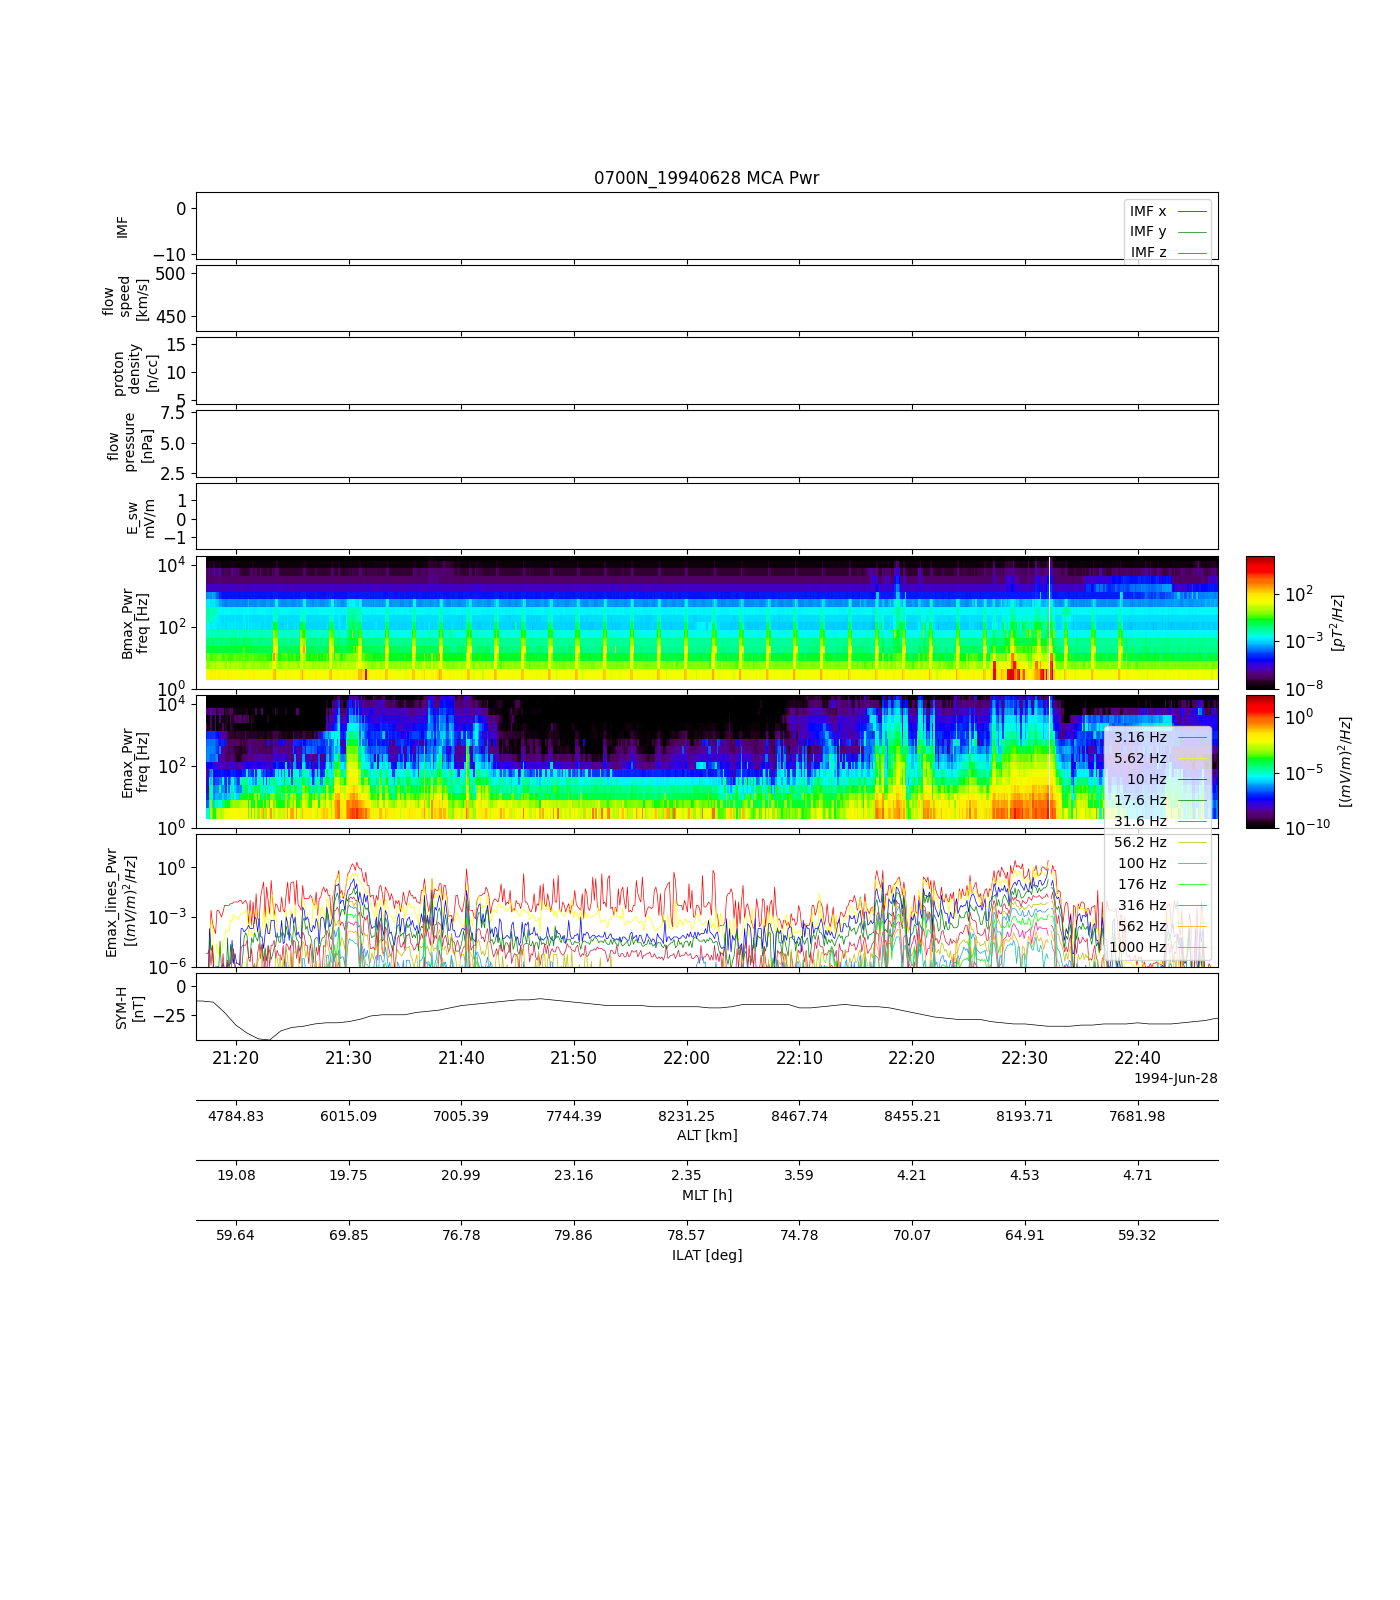 0700N_19940628 MCA Pwr
IMF
0
−10
IMF x
IMF y
IMF z
flow
speed
[km/s]
500
450
proton
density
[n/cc]
15
10
5
flow
pressure
[nPa]
7.5
5.0
2.5
E_sw
mV/m
1
0
−1
Bmax_Pwr
freq [Hz]
10^4
10^2
10^0
10^2
10^-3
10^-8
[pT^2/Hz]
Emax_Pwr
freq [Hz]
10^4
10^2
10^0
10^0
10^-5
10^-10
[(mV/m)^2/Hz]
3.16 Hz
5.62 Hz
10 Hz
17.6 Hz
31.6 Hz
56.2 Hz
100 Hz
176 Hz
316 Hz
562 Hz
1000 Hz
Emax_lines_Pwr
[(mV/m)^2/Hz]
10^0
10^-3
10^-6
SYM-H
[nT]
0
−25
21:20 21:30 21:40 21:50 22:00 22:10 22:20 22:30 22:40
1994-Jun-28
4784.83 6015.09 7005.39 7744.39 8231.25 8467.74 8455.21 8193.71 7681.98
ALT [km]
19.08 19.75 20.99 23.16 2.35 3.59 4.21 4.53 4.71
MLT [h]
59.64 69.85 76.78 79.86 78.57 74.78 70.07 64.91 59.32
ILAT [deg]